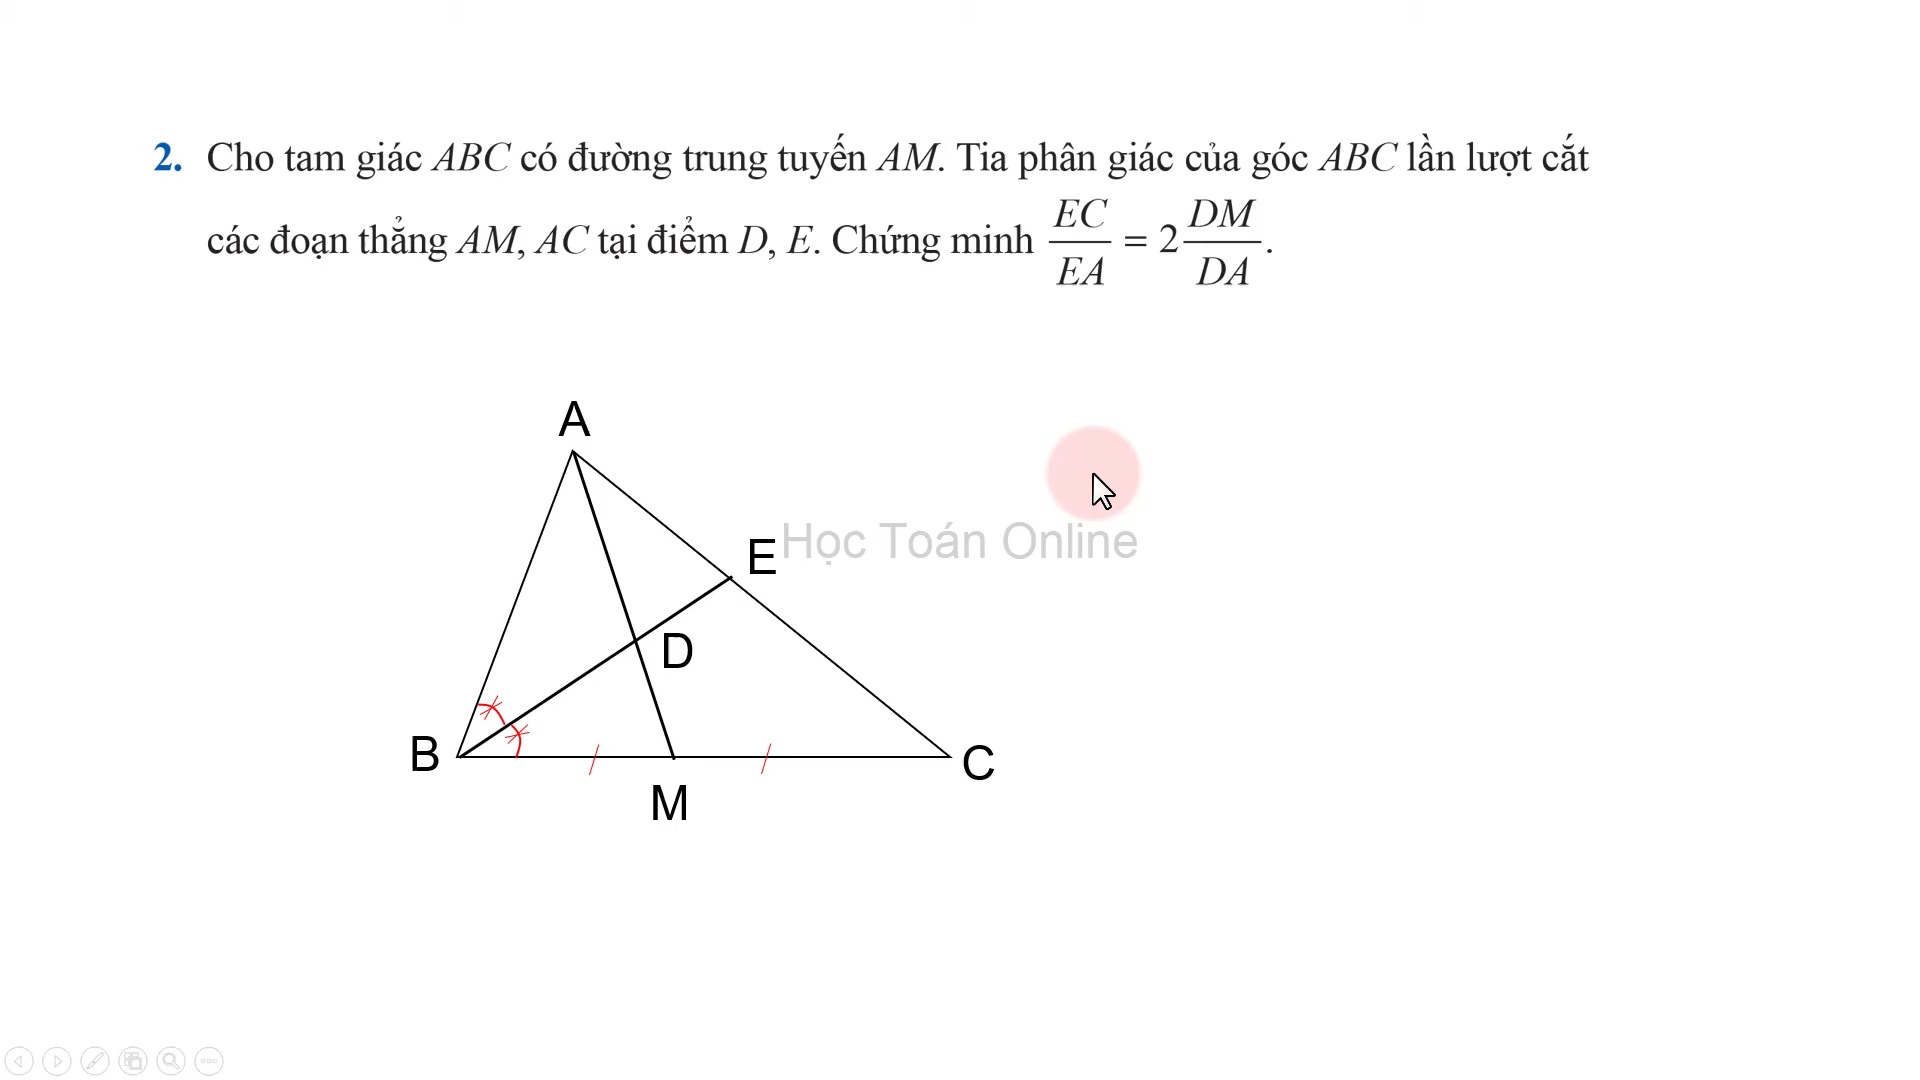 2. Cho tam giác ABC có đường trung tuyến AM. Tia phân giác của góc ABC lần lượt cắt
các đoạn thẳng AM, AC tại điểm D, E. Chứng minh EC/EA = 2 DM/DA.
A
E
Học Toán Online
D
B
C
M